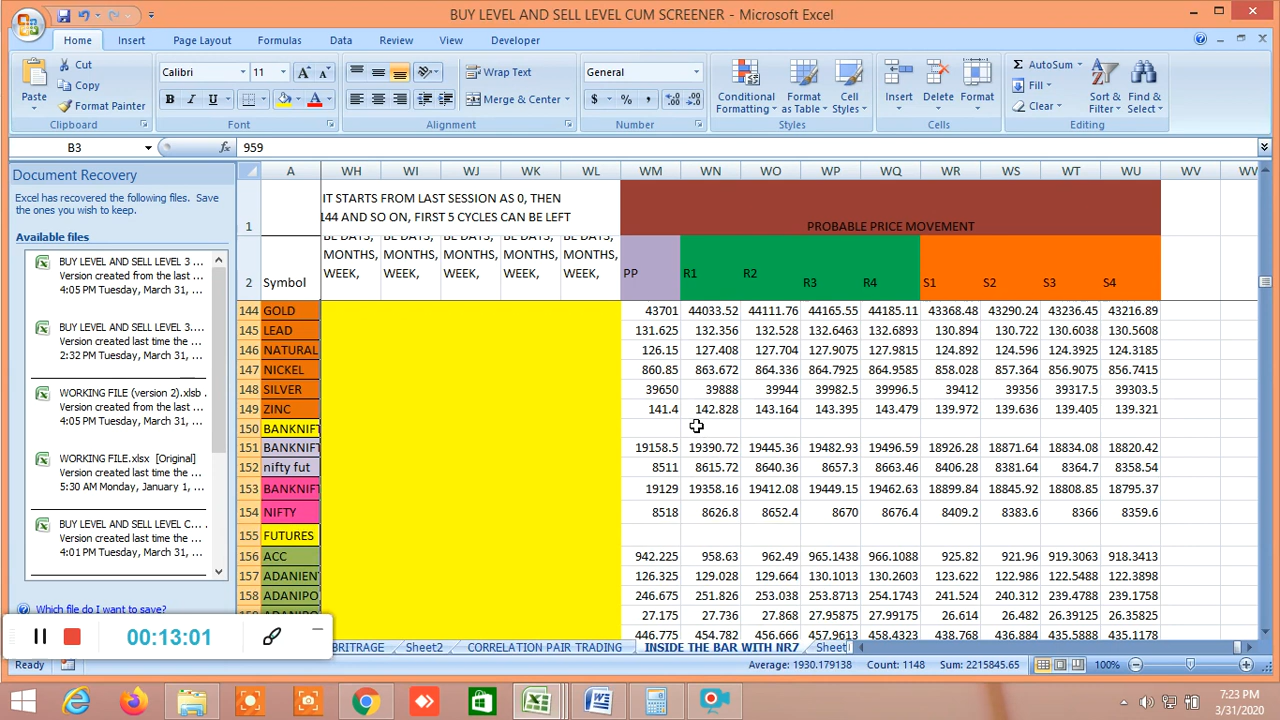 BUY LEVEL AND SELL LEVEL CUM SCREENER - Microsoft Excel
Home Insert Page Layout Formulas Data Review View Developer
Paste Cut Copy Format Painter
Calibri 11 General
B I U A
Wrap Text Merge & Center
$ % ,
Conditional Formatting Format as Table Cell Styles
Insert Delete Format
Σ AutoSum Fill Clear
Sort & Filter Find & Select
Clipboard Font Alignment Number Styles Cells Editing
B3 fx 959
Document Recovery
Excel has recovered the following files. Save
the ones you wish to keep.
Available files
BUY LEVEL AND SELL LEVEL 3 ....
Version created from the last ...
4:05 PM Tuesday, March 31, ...
BUY LEVEL AND SELL LEVEL 3....
Version created last time the ...
2:32 PM Tuesday, March 31, ...
WORKING FILE (version 2).xlsb
Version created last time the ...
4:05 PM Tuesday, March 31, ...
WORKING FILE.xlsx [Original]
Version created last time the ...
5:30 AM Monday, January 1, ...
BUY LEVEL AND SELL LEVEL C...
Version created last time the ...
4:01 PM Tuesday, March 31, ...
Which file do I want to save?
A WH WI WJ WK WL WM WN WO WP WQ WR WS WT WU WV WW
1 IT STARTS FROM LAST SESSION AS 0, THEN
144 AND SO ON, FIRST 5 CYCLES CAN BE LEFT
PROBABLE PRICE MOVEMENT
BE DAYS, BE DAYS, BE DAYS, BE DAYS, BE DAYS,
MONTHS, MONTHS, MONTHS, MONTHS, MONTHS,
WEEK, WEEK, WEEK, WEEK, WEEK,
2 Symbol PP R1 R2 R3 R4 S1 S2 S3 S4
144 GOLD 43701 44033.52 44111.76 44165.55 44185.11 43368.48 43290.24 43236.45 43216.89
145 LEAD 131.625 132.356 132.528 132.6463 132.6893 130.894 130.722 130.6038 130.5608
146 NATURAL 126.15 127.408 127.704 127.9075 127.9815 124.892 124.596 124.3925 124.3185
147 NICKEL 860.85 863.672 864.336 864.7925 864.9585 858.028 857.364 856.9075 856.7415
148 SILVER 39650 39888 39944 39982.5 39996.5 39412 39356 39317.5 39303.5
149 ZINC 141.4 142.828 143.164 143.395 143.479 139.972 139.636 139.405 139.321
150 BANKNIFT
151 BANKNIFT 19158.5 19390.72 19445.36 19482.93 19496.59 18926.28 18871.64 18834.08 18820.42
152 nifty fut 8511 8615.72 8640.36 8657.3 8663.46 8406.28 8381.64 8364.7 8358.54
153 BANKNIFT 19129 19358.16 19412.08 19449.15 19462.63 18899.84 18845.92 18808.85 18795.37
154 NIFTY 8518 8626.8 8652.4 8670 8676.4 8409.2 8383.6 8366 8359.6
155 FUTURES
156 ACC 942.225 958.63 962.49 965.1438 966.1088 925.82 921.96 919.3063 918.3413
157 ADANIEN 126.325 129.028 129.664 130.1013 130.2603 123.622 122.986 122.5488 122.3898
158 ADANIPO 246.675 251.826 253.038 253.8713 254.1743 241.524 240.312 239.4788 239.1758
27.175 27.736 27.868 27.95875 27.99175 26.614 26.482 26.39125 26.35825
446.775 454.782 456.666 457.9613 458.4323 438.768 436.884 435.5888 435.1178
00:13:01
RBITRAGE Sheet2 CORRELATION PAIR TRADING INSIDE THE BAR WITH NR7 Sheet
Ready Average: 1930.179138 Count: 1148 Sum: 2215845.65 100%
7:23 PM
3/31/2020